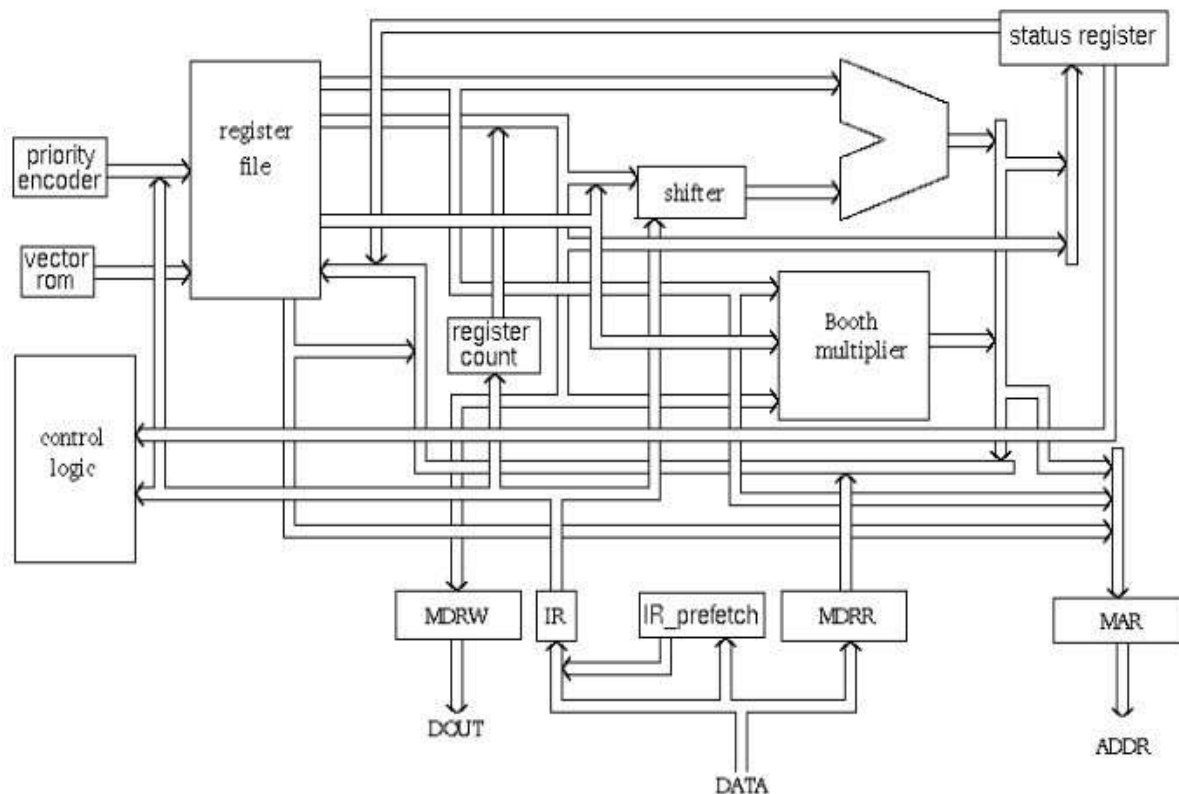 status register
register
file
priority
encoder
shifter
vector
rom
register
count
Booth
multiplier
control
logic
MDRW
IR
IR_prefetch
MDRR
MAR
DOUT
ADDR
DATA